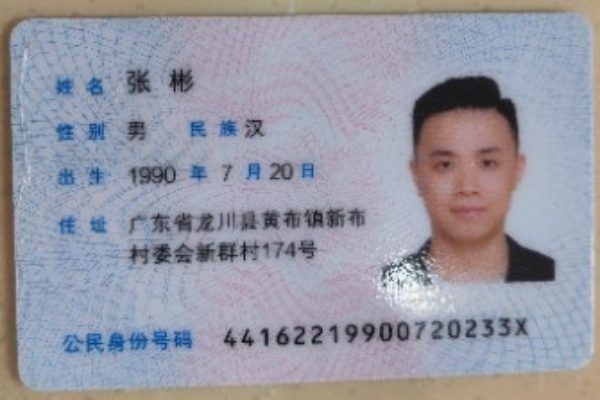 姓名 张彬
性别 男 民族 汉
出生 1990 年 7 月 20 日
住址 广东省龙川县黄布镇新布
村委会新群村174号
公民身份号码 44162219900720233X